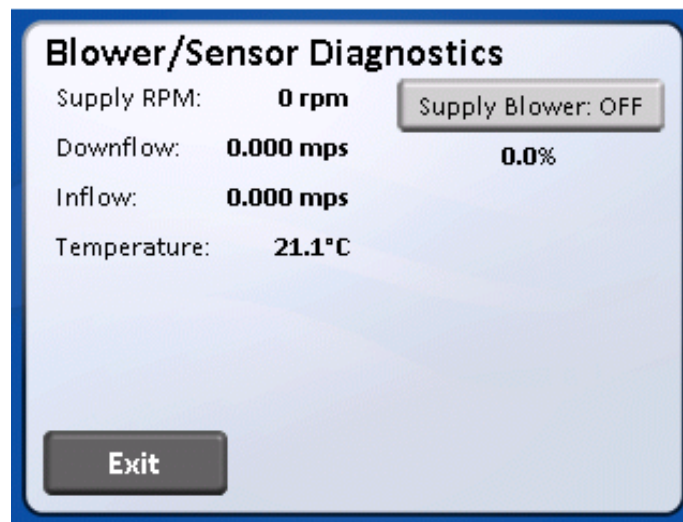 Blower/Sensor Diagnostics
Supply RPM: 0 rpm
Supply Blower: OFF
Downflow: 0.000 mps
0.0%
Inflow: 0.000 mps
Temperature: 21.1°C
Exit